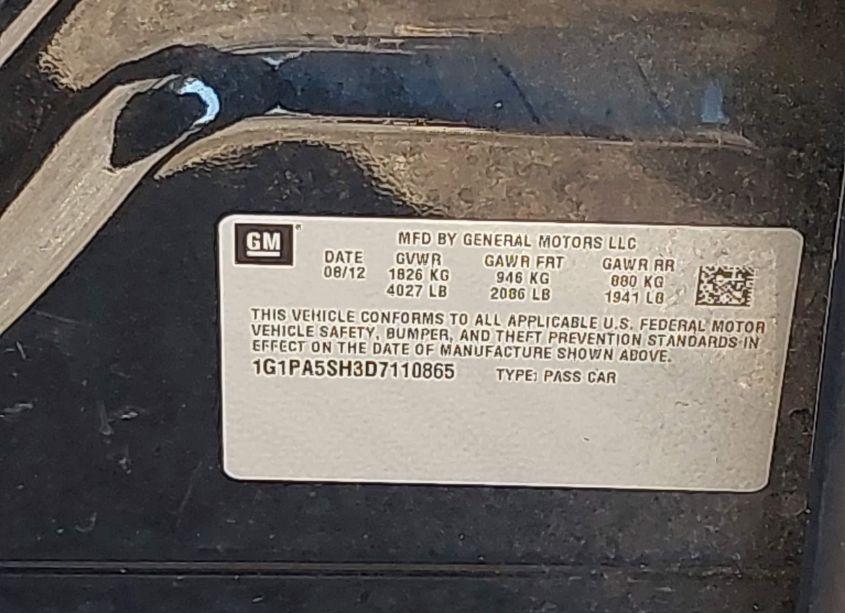 GM
MFD BY GENERAL MOTORS LLC
DATE GVWR GAWR FRT GAWR RR
08/12 1826 KG 946 KG 880 KG
4027 LB 2086 LB 1941 LB
THIS VEHICLE CONFORMS TO ALL APPLICABLE U.S. FEDERAL MOTOR
VEHICLE SAFETY, BUMPER, AND THEFT PREVENTION STANDARDS IN
EFFECT ON THE DATE OF MANUFACTURE SHOWN ABOVE.
1G1PA5SH3D7110865 TYPE: PASS CAR